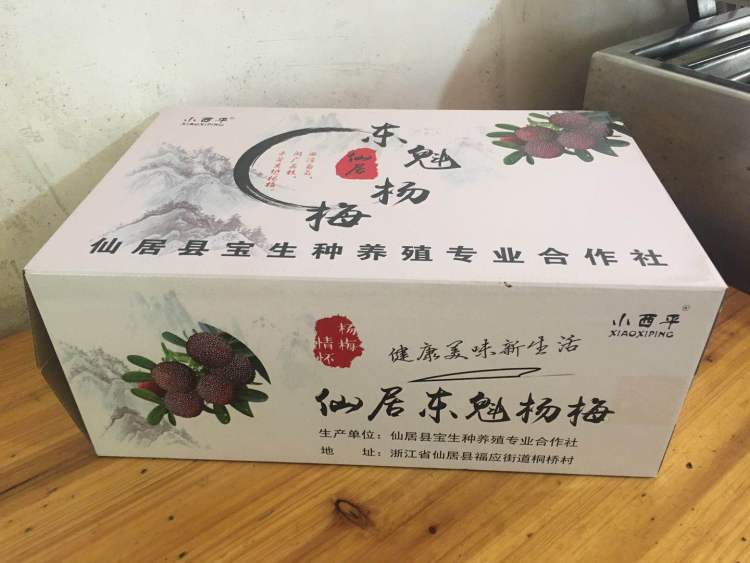 小西平
XIAOXIPING
东魁
仙居
杨
梅
仙居县宝生种养殖专业合作社
小西平®
XIAOXIPING
杨梅
情怀
健康美味新生活
仙居东魁杨梅
生产单位：仙居县宝生种养殖专业合作社
地 址：浙江省仙居县福应街道桐桥村